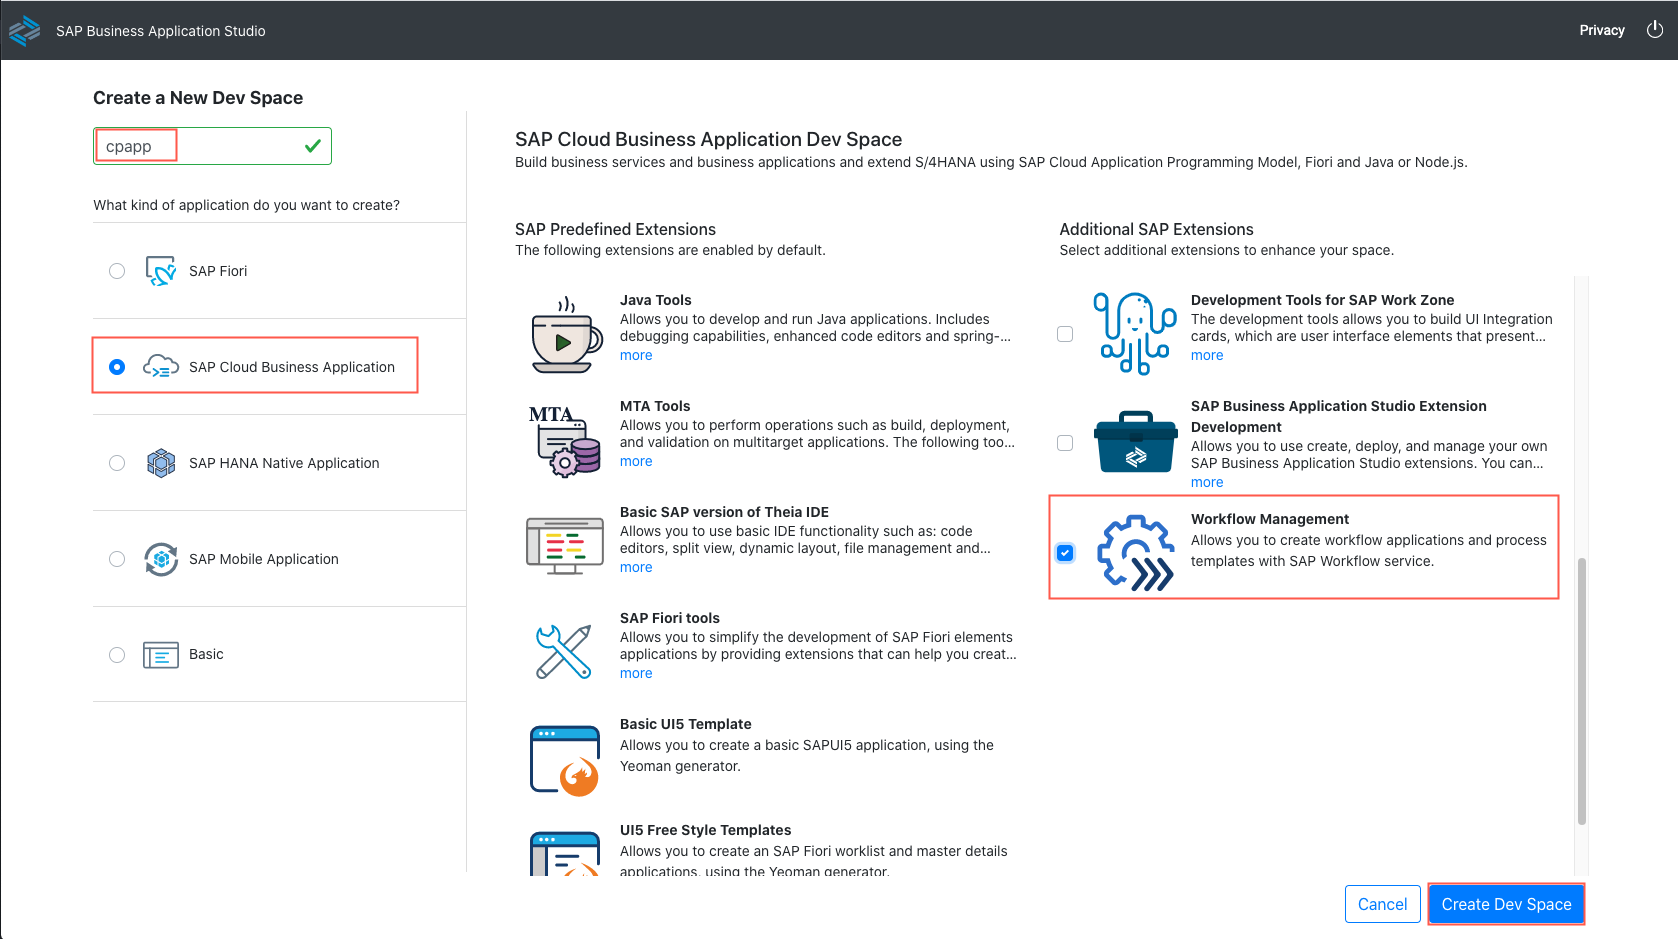 SAP Business Application Studio
Privacy
Create a New Dev Space
cpapp
What kind of application do you want to create?
SAP Fiori
SAP Cloud Business Application
SAP HANA Native Application
SAP Mobile Application
Basic
SAP Cloud Business Application Dev Space
Build business services and business applications and extend S/4HANA using SAP Cloud Application Programming Model, Fiori and Java or Node.js.
SAP Predefined Extensions
The following extensions are enabled by default.
Java Tools
Allows you to develop and run Java applications. Includes
debugging capabilities, enhanced code editors and spring-...
more
MTA
MTA Tools
Allows you to perform operations such as build, deployment,
and validation on multitarget applications. The following too...
more
Basic SAP version of Theia IDE
Allows you to use basic IDE functionality such as: code
editors, split view, dynamic layout, file management and...
more
SAP Fiori tools
Allows you to simplify the development of SAP Fiori elements
applications by providing extensions that can help you creat...
more
Basic UI5 Template
Allows you to create a basic SAPUI5 application, using the
Yeoman generator.
UI5 Free Style Templates
Allows you to create an SAP Fiori worklist and master details
applications, using the Yeoman generator.
Additional SAP Extensions
Select additional extensions to enhance your space.
Development Tools for SAP Work Zone
The development tools allows you to build UI Integration
cards, which are user interface elements that present...
more
SAP Business Application Studio Extension
Development
Allows you to use create, deploy, and manage your own
SAP Business Application Studio extensions. You can...
more
Workflow Management
Allows you to create workflow applications and process
templates with SAP Workflow service.
Cancel
Create Dev Space